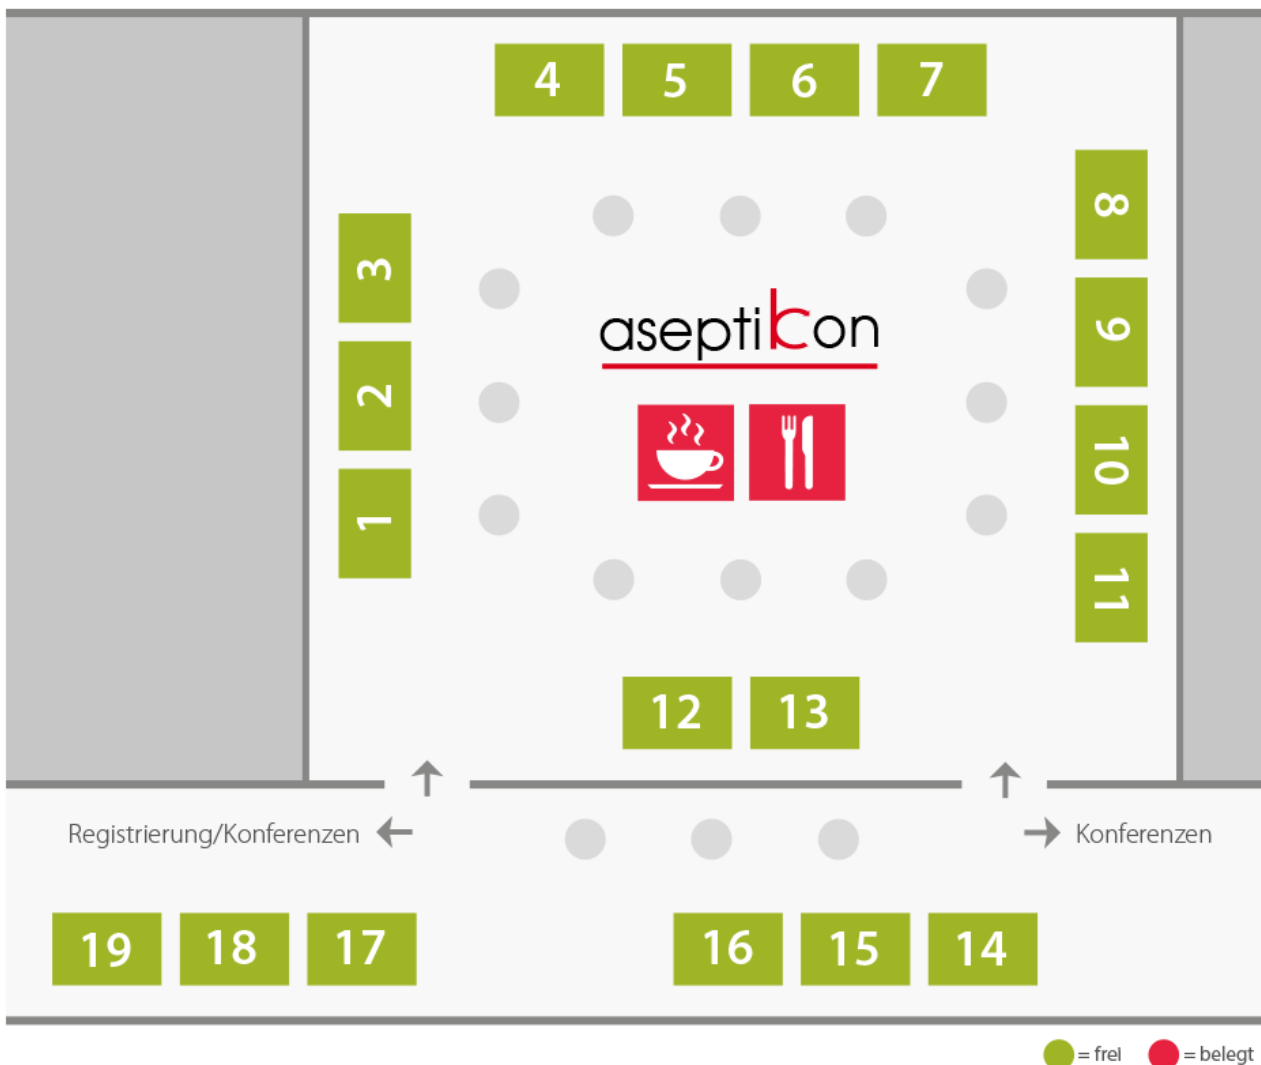 4 5 6 7
8
3
9
aseptikon
2
10
1
11
12 13
Registrierung/Konferenzen
Konferenzen
19 18 17 16 15 14
= frei = belegt